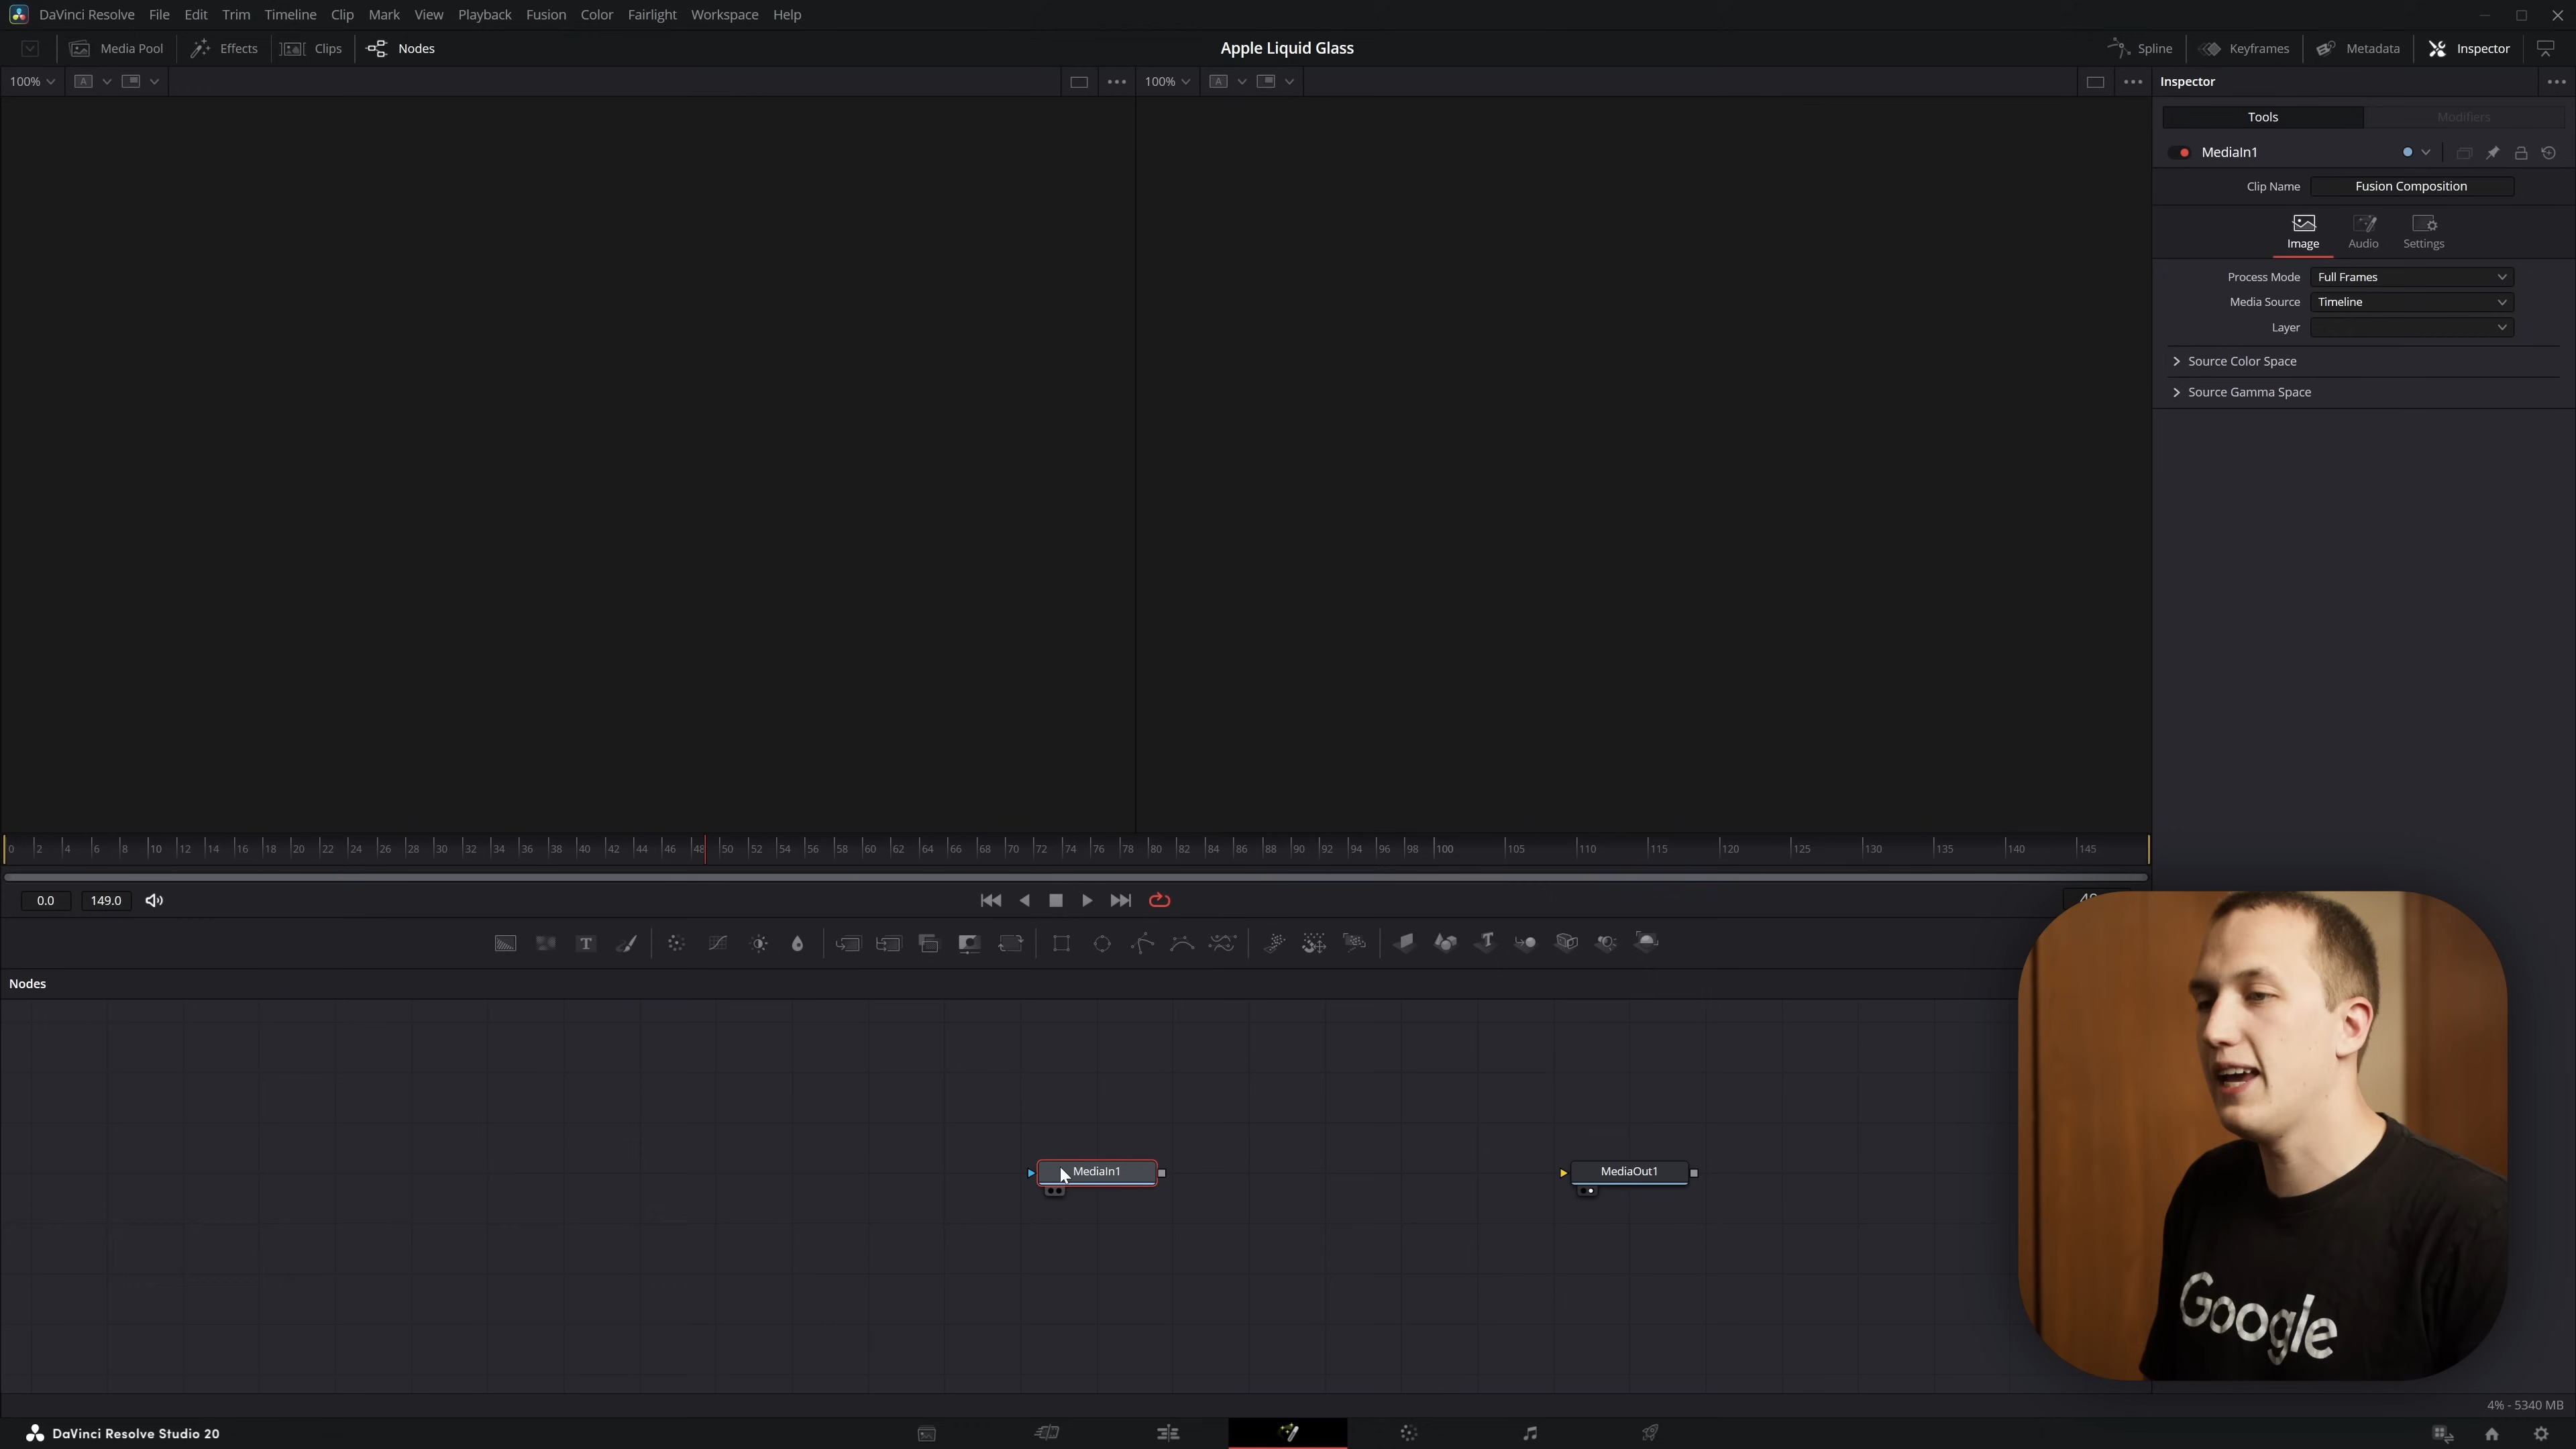 DaVinci Resolve File Edit Trim Timeline Clip Mark View Playback Fusion Color Fairlight Workspace Help
Media Pool Effects Clips Nodes Apple Liquid Glass Spline Keyframes Metadata Inspector
100% A 100% A Inspector
Tools Modifiers
MediaIn1
Clip Name Fusion Composition
Image Audio Settings
Process Mode Full Frames
Media Source Timeline
Layer
Source Color Space
Source Gamma Space
0 2 4 6 8 10 12 14 16 18 20 22 24 26 28 30 32 34 36 38 40 42 44 46 48 50 52 54 56 58 60 62 64 66 68 70 72 74 76 78 80 82 84 86 88 90 92 94 96 98 100 105 110 115 120 125 130 135 140 145
0.0 149.0
T
Nodes
MediaIn1 MediaOut1
Google
4% - 5340 MB
DaVinci Resolve Studio 20